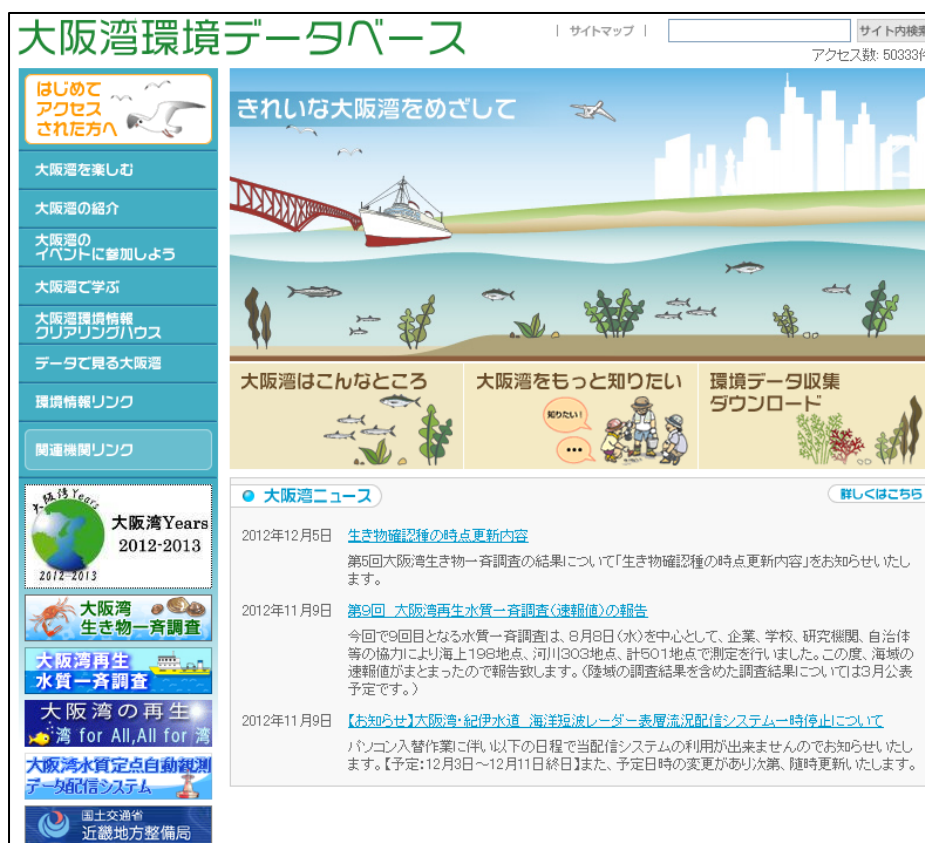 大阪湾環境データベース
| サイトマップ |
サイト内検索
アクセス数: 50333件
はじめて
アクセス
された方へ
きれいな大阪湾をめざして
大阪湾を楽しむ
大阪湾の紹介
大阪湾の
イベントに参加しよう
大阪湾で学ぶ
大阪湾環境情報
クリアリングハウス
データで見る大阪湾
環境情報リンク
関連機関リンク
大阪湾はこんなところ
大阪湾をもっと知りたい
知りたい!
•••
環境データ収集
ダウンロード
大阪湾Years
大阪湾Years
2012-2013
2012-2013
大阪湾
生き物一斉調査
大阪湾再生
水質一斉調査
大阪湾の再生
湾 for All,All for 湾
大阪湾水質定点自動観測
データ配信システム
国土交通省
近畿地方整備局
大阪湾ニュース
詳しくはこちら
2012年12月5日 生き物確認種の時点更新内容
第5回大阪湾生き物一斉調査の結果について「生き物確認種の時点更新内容」をお知らせいたし
ます。
2012年11月9日 第9回 大阪湾再生水質一斉調査(速報値)の報告
今回で9回目となる水質一斉調査は、8月8日(水)を中心として、企業、学校、研究機関、自治体
等の協力により海上198地点、河川303地点、計501地点で測定を行いました。この度、海域の
速報値がまとまったので報告致します。(陸域の調査結果を含めた調査結果については3月公表
予定です。)
2012年11月9日 【お知らせ】大阪湾・紀伊水道 海洋短波レーダー表層流況配信システム一時停止について
パソコン入替作業に伴い以下の日程で当配信システムの利用が出来ませんのでお知らせいたし
ます。【予定:12月3日~12月11日終日】また、予定日時の変更があり次第、随時更新いたします。